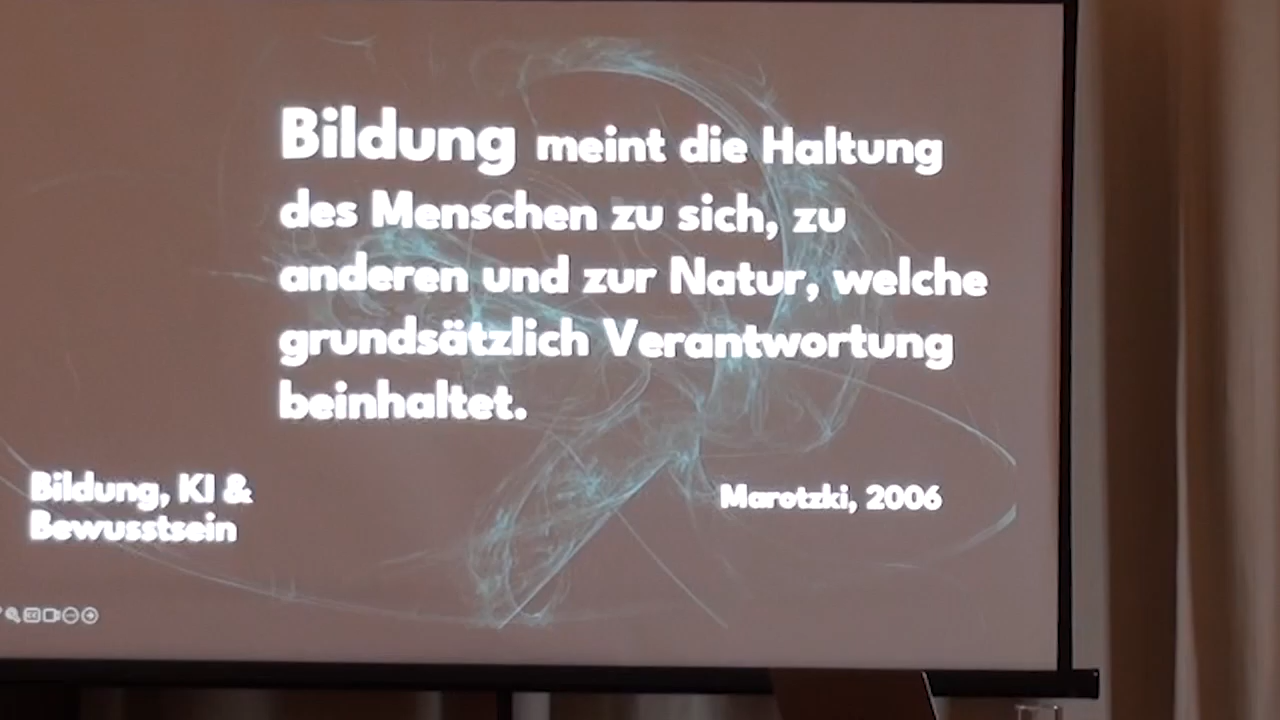 Bildung meint die Haltung
des Menschen zu sich, zu
anderen und zur Natur, welche
grundsätzlich Verantwortung
beinhaltet.
Bildung, KI &
Bewusstsein
Marotzki, 2006